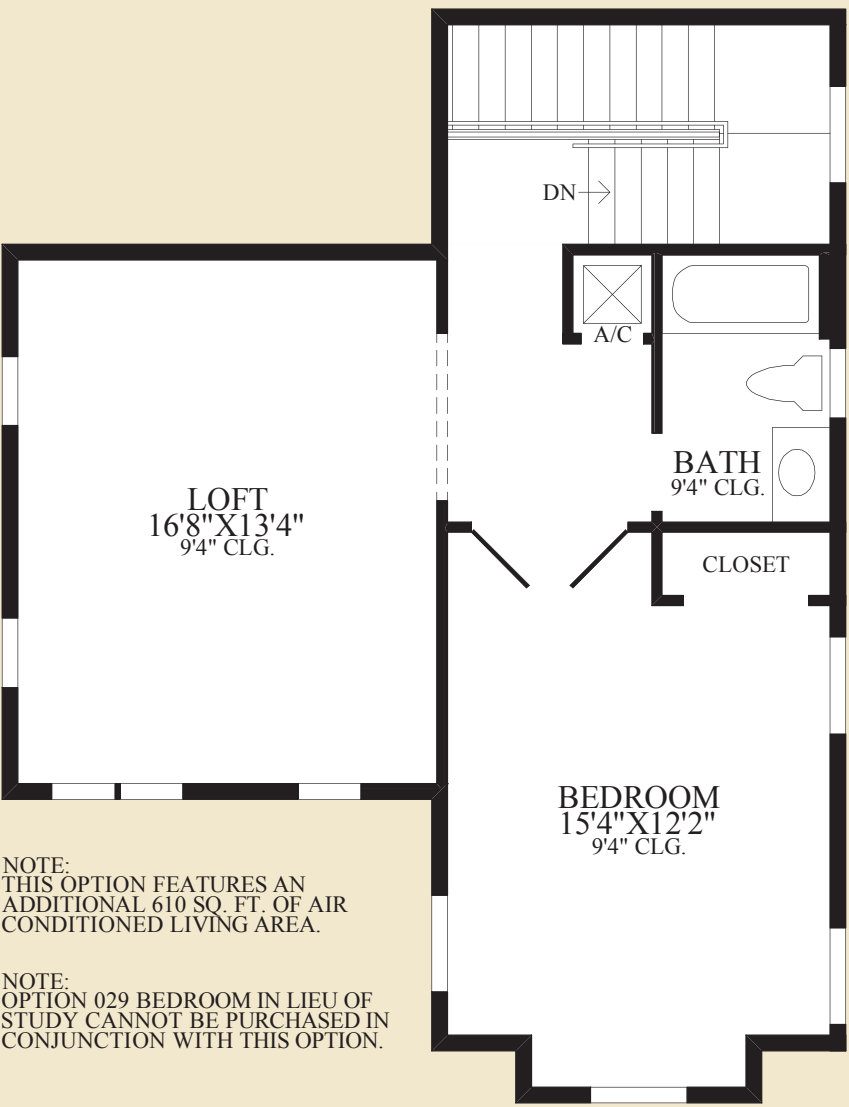 DN
A/C
BATH
9'4" CLG.
LOFT
16'8"X13'4"
9'4" CLG.
CLOSET
BEDROOM
15'4"X12'2"
9'4" CLG.
NOTE:
THIS OPTION FEATURES AN
ADDITIONAL 610 SQ. FT. OF AIR
CONDITIONED LIVING AREA.
NOTE:
OPTION 029 BEDROOM IN LIEU OF
STUDY CANNOT BE PURCHASED IN
CONJUNCTION WITH THIS OPTION.